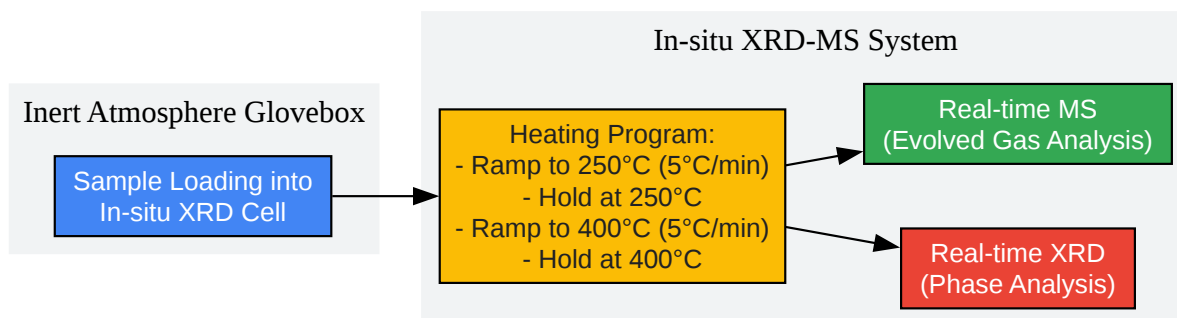 In-situ XRD-MS System
Inert Atmosphere Glovebox
Sample Loading into
In-situ XRD Cell
Heating Program:
- Ramp to 250°C (5°C/min)
- Hold at 250°C
- Ramp to 400°C (5°C/min)
- Hold at 400°C
Real-time MS
(Evolved Gas Analysis)
Real-time XRD
(Phase Analysis)